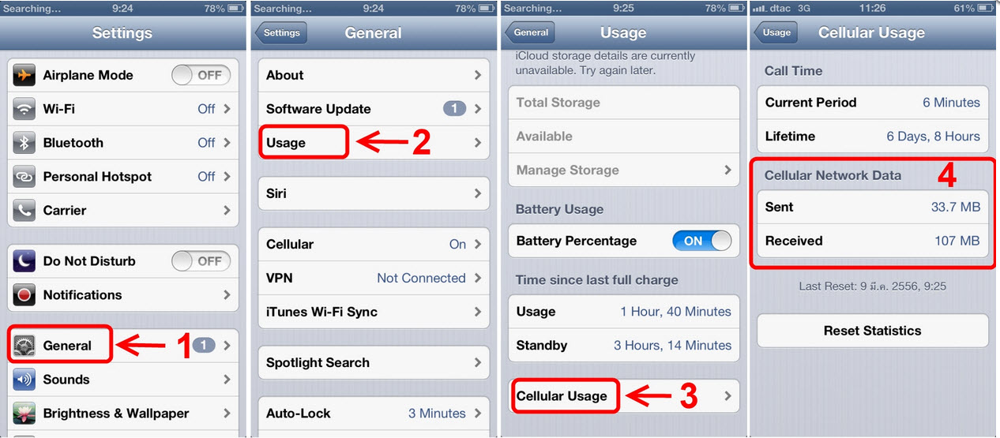 Searching... 9:24 78%
Settings
Airplane Mode OFF
Wi-Fi Off
Bluetooth Off
Personal Hotspot Off
Carrier
Do Not Disturb OFF
Notifications
General 1 1
Sounds
Brightness & Wallpaper
Searching... 9:24 78%
Settings General
About
Software Update 1
Usage 2
Siri
Cellular On
VPN Not Connected
iTunes Wi-Fi Sync
Spotlight Search
Auto-Lock 3 Minutes
Searching... 9:25 78%
General Usage
iCloud storage details are currently
unavailable. Try again later.
Total Storage
Available
Manage Storage
Battery Usage
Battery Percentage ON
Time since last full charge
Usage 1 Hour, 40 Minutes
Standby 3 Hours, 14 Minutes
Cellular Usage 3
dtac 3G 11:26 61%
Usage Cellular Usage
Call Time
Current Period 6 Minutes
Lifetime 6 Days, 8 Hours
Cellular Network Data 4
Sent 33.7 MB
Received 107 MB
Last Reset: 9 มี.ค. 2556, 9:25
Reset Statistics